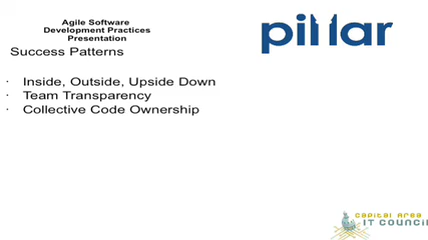 Agile Software
Development Practices
Presentation
pillar
Success Patterns
· Inside, Outside, Upside Down
· Team Transparency
· Collective Code Ownership
capital area
IT COUNCIL